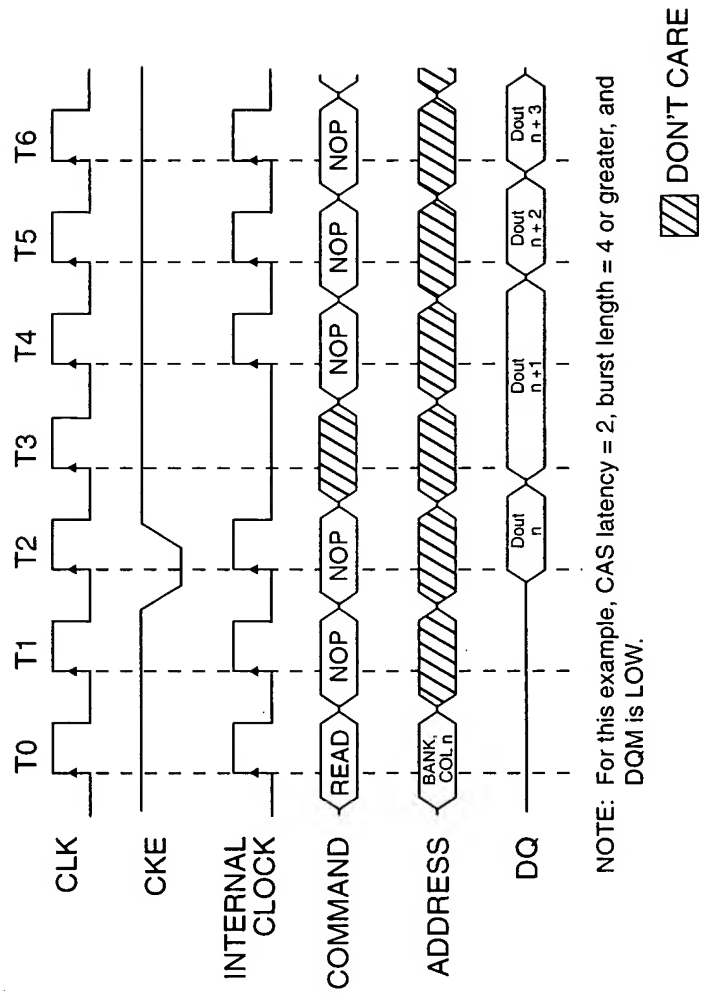 T0 T1 T2 T3 T4 T5 T6
CLK
CKE
INTERNAL
CLOCK
COMMAND READ NOP NOP NOP NOP NOP
ADDRESS BANK,
COL n
DQ Dout
n Dout
n + 1 Dout
n + 2 Dout
n + 3
NOTE: For this example, CAS latency = 2, burst length = 4 or greater, and
DQM is LOW.
DON'T CARE